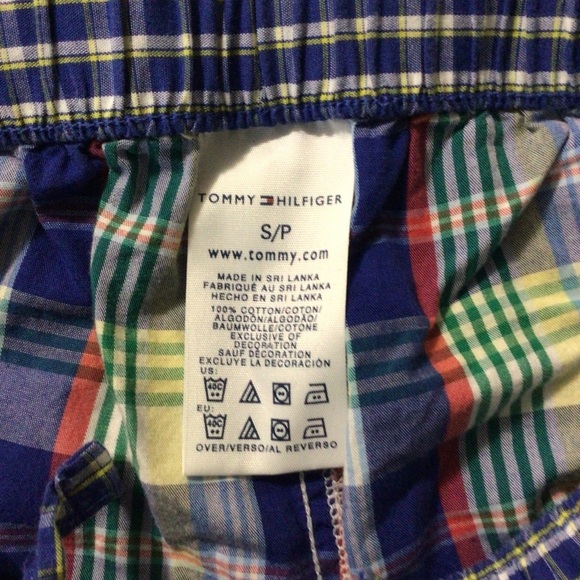 TOMMY HILFIGER
S/P
www.tommy.com
MADE IN SRI LANKA
FABRIQUÉ AU SRI LANKA
HECHO EN SRI LANKA
100% COTTON/COTON/
ALGODÓN/ALGODÃO/
BAUMWOLLE/COTONE
EXCLUSIVE OF
DECORATION
SAUF DÉCORATION
EXCLUYE LA DECORACIÓN
US:
40C
EU:
40C
OVER/VERSO/AL REVERSO